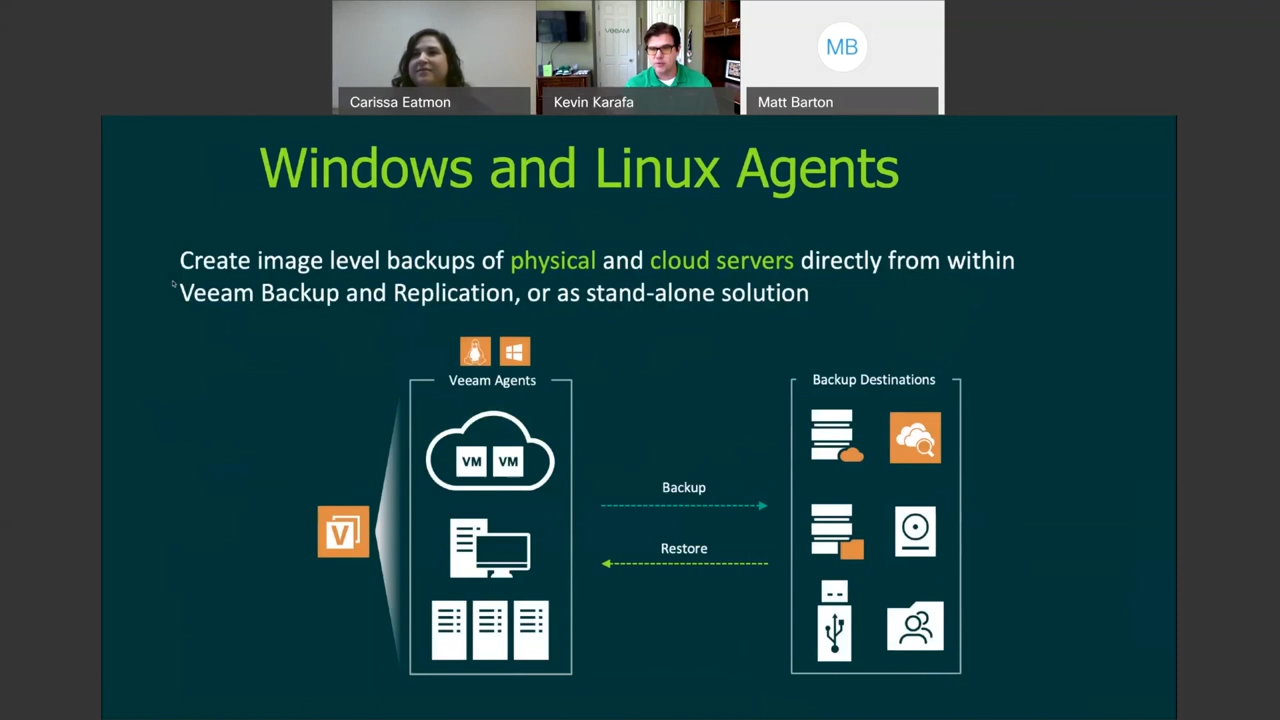 VEEAM
Carissa Eatmon
Kevin Karafa
MB
Matt Barton
Windows and Linux Agents
Create image level backups of physical and cloud servers directly from within
Veeam Backup and Replication, or as stand-alone solution
Veeam Agents
Backup Destinations
VM VM
Backup
V
Restore